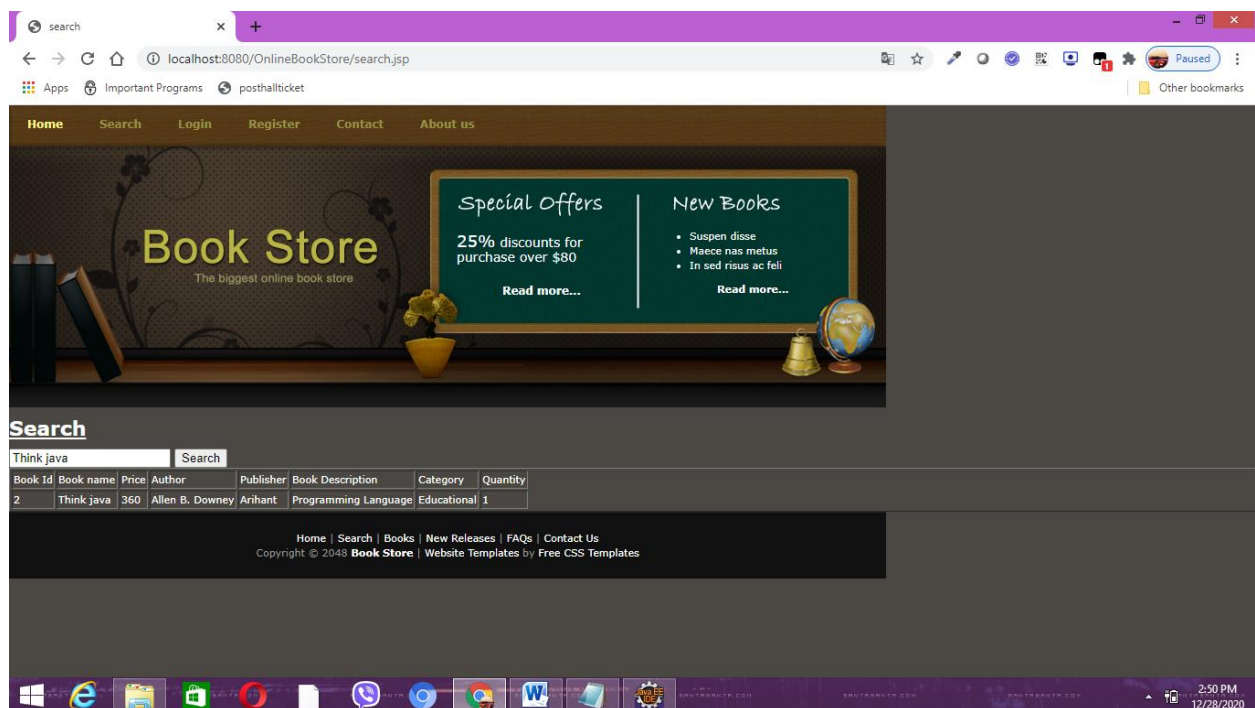 search
localhost:8080/OnlineBookStore/search.jsp
Paused
Apps Important Programs posthallticket Other bookmarks
Home Search Login Register Contact About us
Book Store
The biggest online book store
Special Offers
25% discounts for
purchase over $80
Read more...
New Books
Suspen disse
Maece nas metus
In sed risus ac feli
Read more...
Search
Think java Search
Book Id Book name Price Author Publisher Book Description Category Quantity
2 Think java 360 Allen B. Downey Arihant Programming Language Educational 1
Home | Search | Books | New Releases | FAQs | Contact Us
Copyright © 2048 Book Store | Website Templates by Free CSS Templates
Java EE
IDE
2:50 PM
12/28/2020